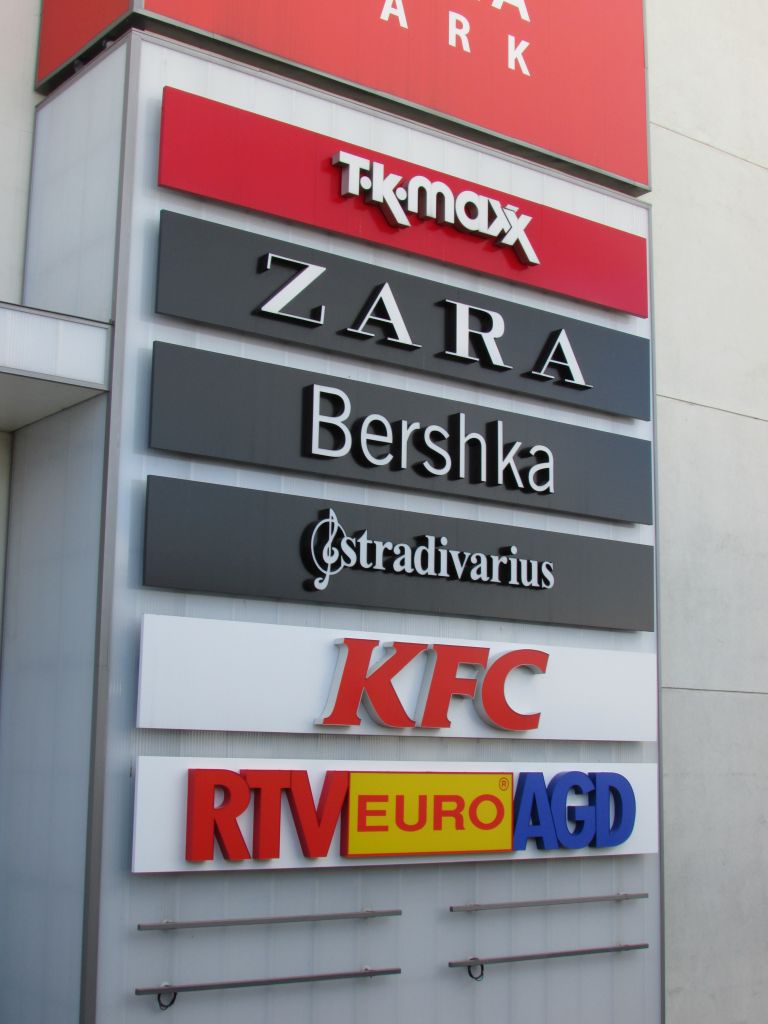 ARK
T·K·maxx
ZARA
Bershka
stradivarius
KFC
RTV EURO® AGD